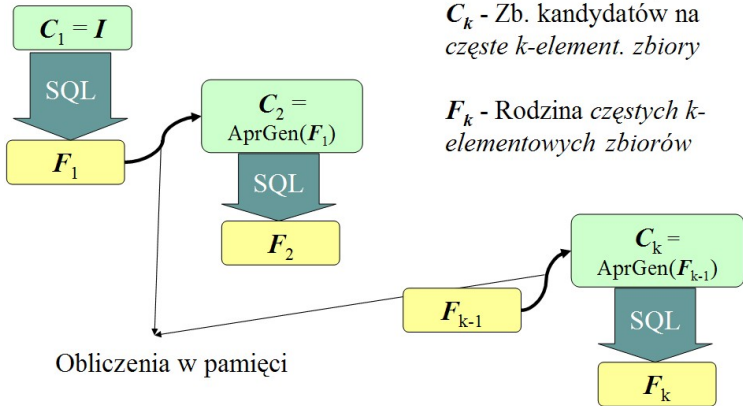 C₁ = I
SQL
F₁
C₂ =
AprGen(F₁)
SQL
F₂
Cₖ - Zb. kandydatów na
częste k-element. zbiory
Fₖ - Rodzina częstych k-
elementowych zbiorów
Cₖ =
AprGen(Fₖ₋₁)
SQL
Fₖ₋₁
Fₖ
Obliczenia w pamięci